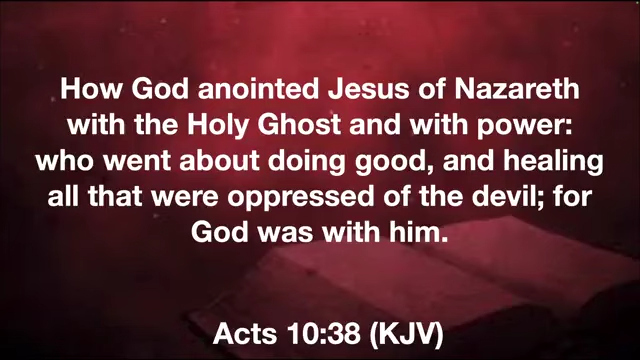 How God anointed Jesus of Nazareth
with the Holy Ghost and with power:
who went about doing good, and healing
all that were oppressed of the devil; for
God was with him.
Acts 10:38 (KJV)